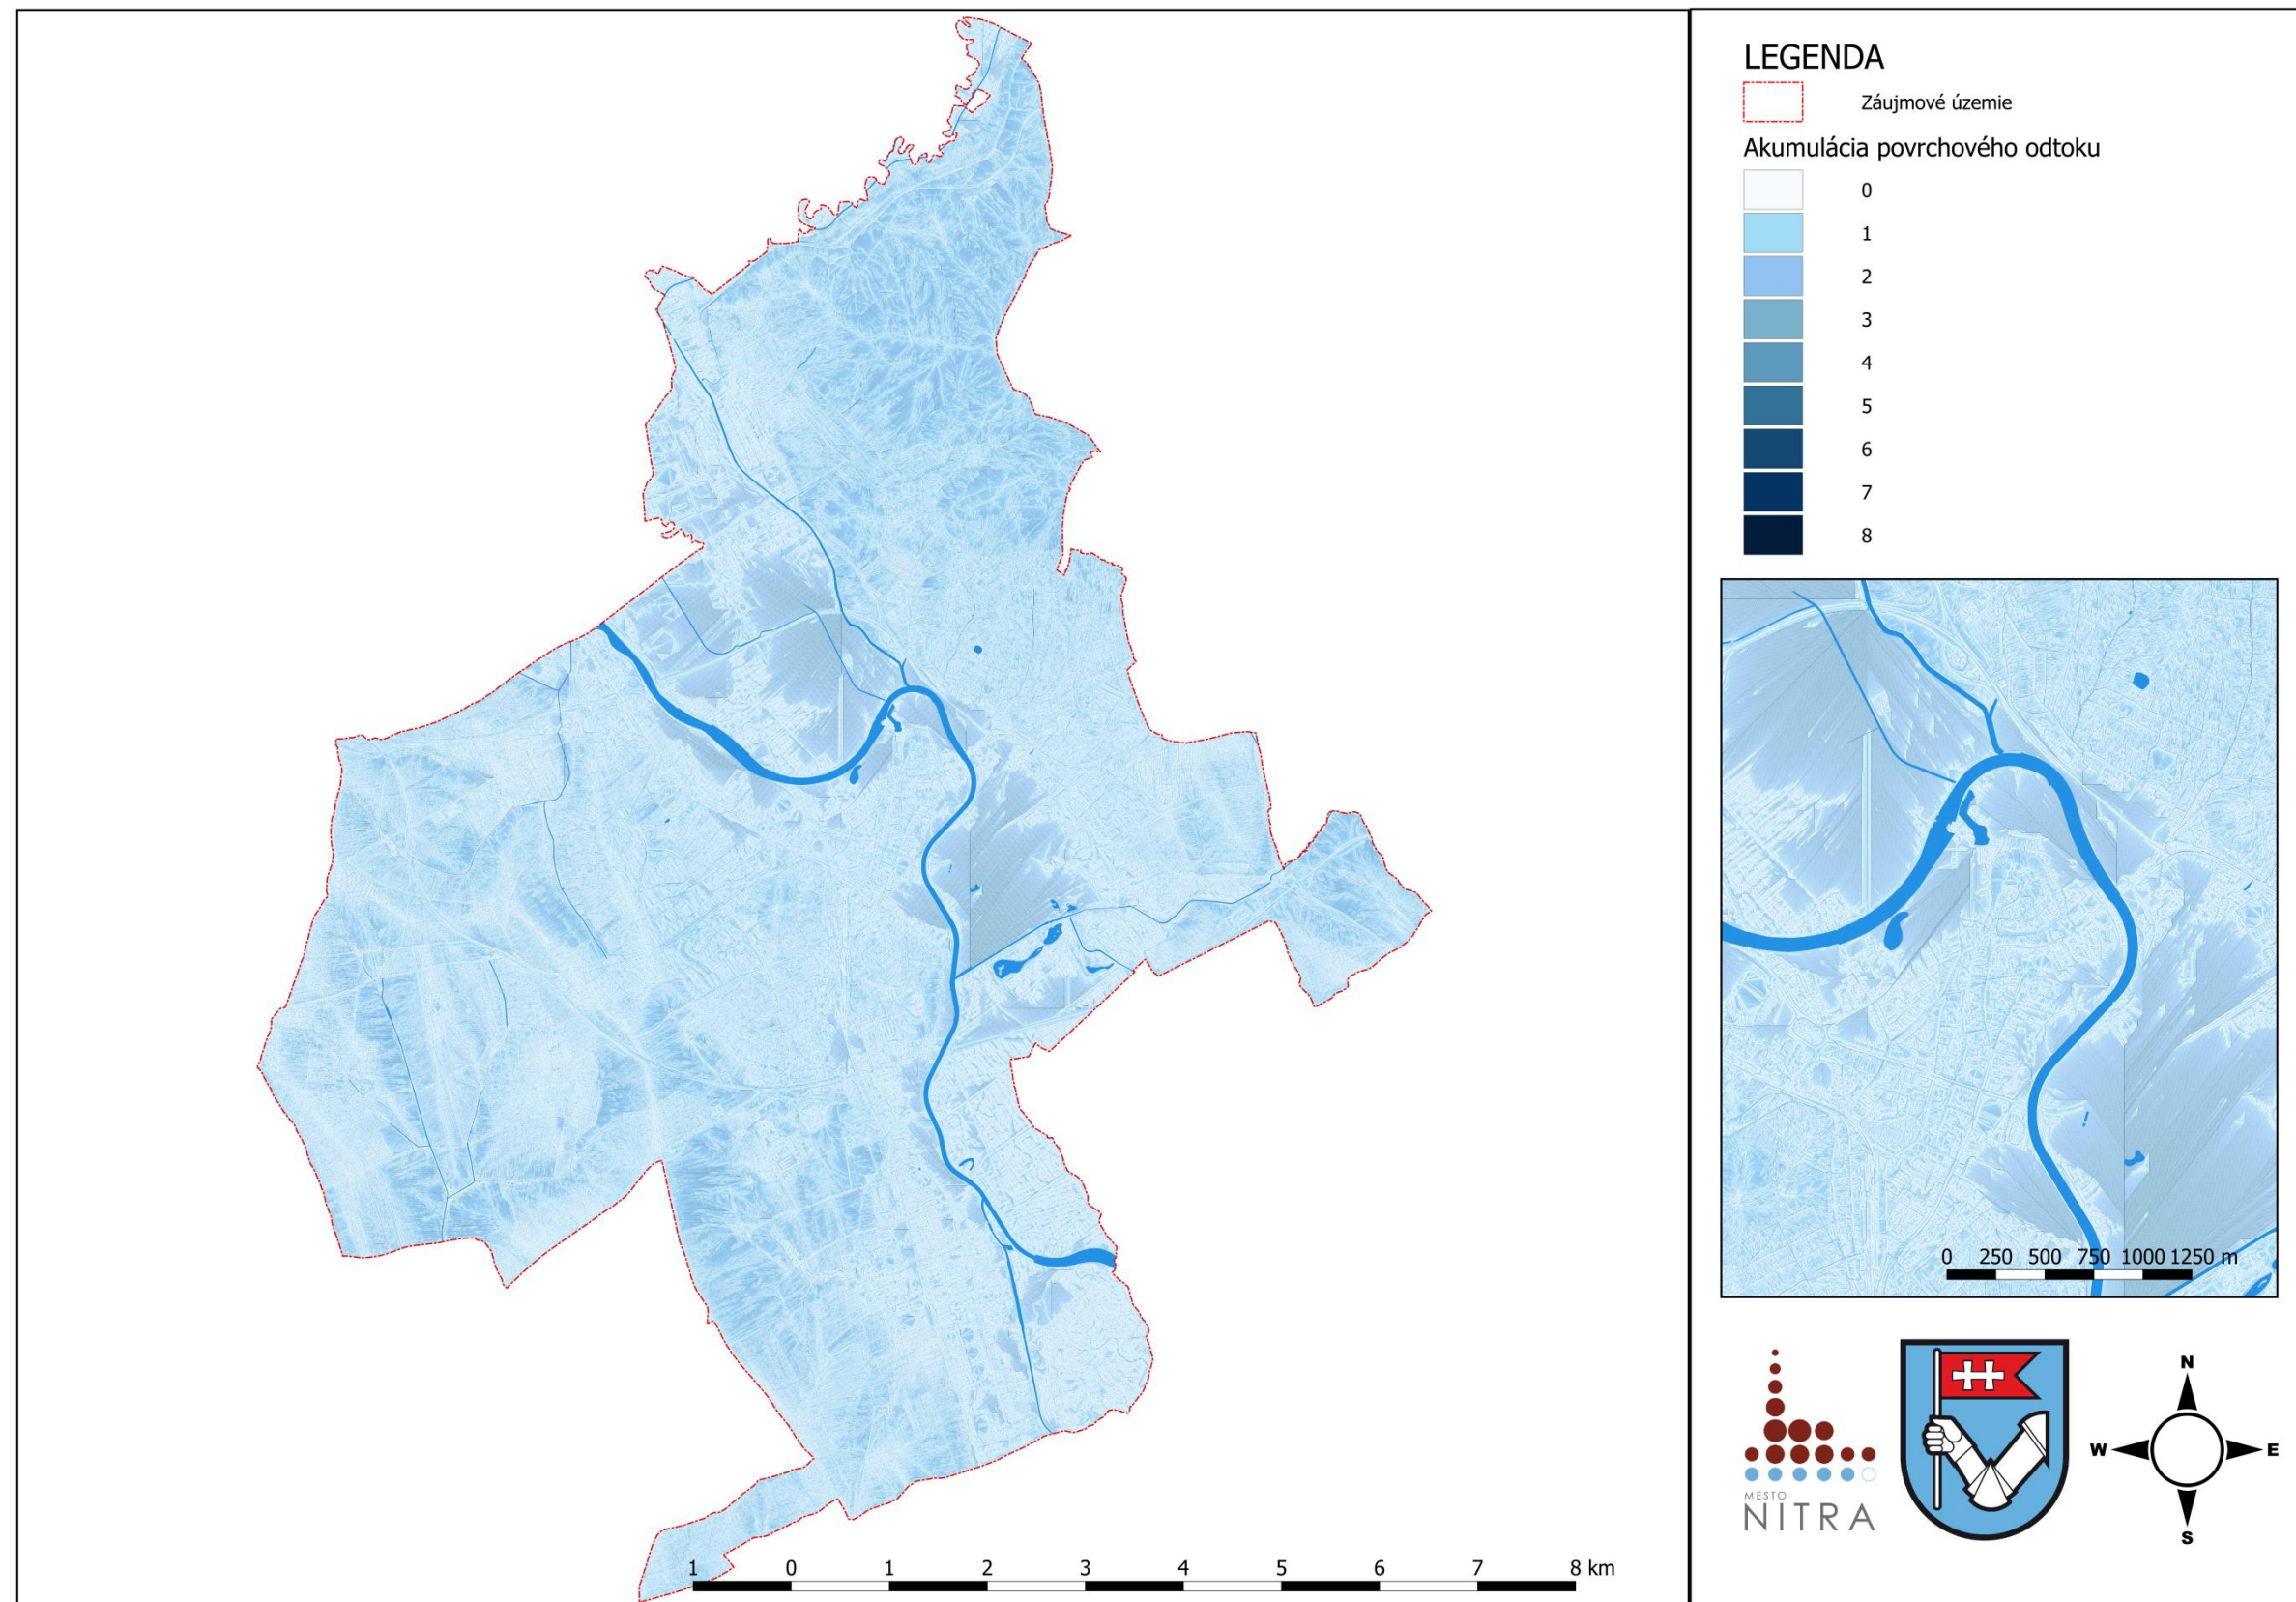 LEGENDA
Záujmové územie
Akumulácia povrchového odtoku
0
1
2
3
4
5
6
7
8
0 250 500 750 1000 1250 m
MESTO
NITRA
N
W E
S
1 0 1 2 3 4 5 6 7 8 km